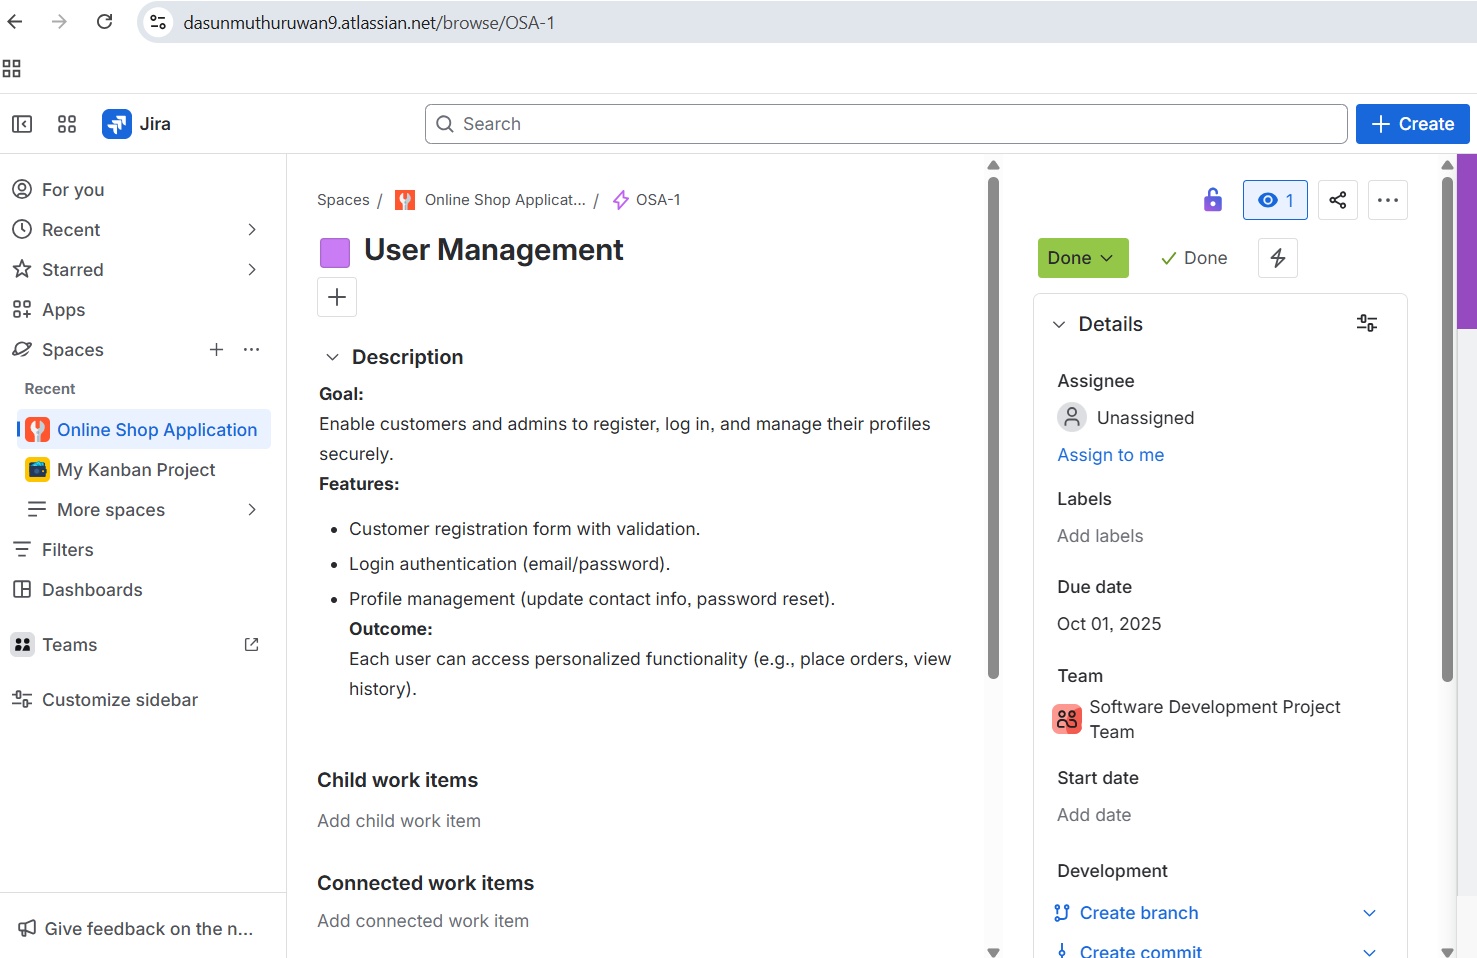 dasunmuthuruwan9.atlassian.net/browse/OSA-1
Jira
Search
Create
For you
Recent
Starred
Apps
Spaces
Recent
Online Shop Application
My Kanban Project
More spaces
Filters
Dashboards
Teams
Customize sidebar
Give feedback on the n...
Spaces / Online Shop Applicat... / OSA-1
User Management
Description
Goal:
Enable customers and admins to register, log in, and manage their profiles
securely.
Features:
• Customer registration form with validation.
• Login authentication (email/password).
• Profile management (update contact info, password reset).
Outcome:
Each user can access personalized functionality (e.g., place orders, view
history).
Child work items
Add child work item
Connected work items
Add connected work item
1
Done
Done
Details
Assignee
Unassigned
Assign to me
Labels
Add labels
Due date
Oct 01, 2025
Team
Software Development Project
Team
Start date
Add date
Development
Create branch
Create commit